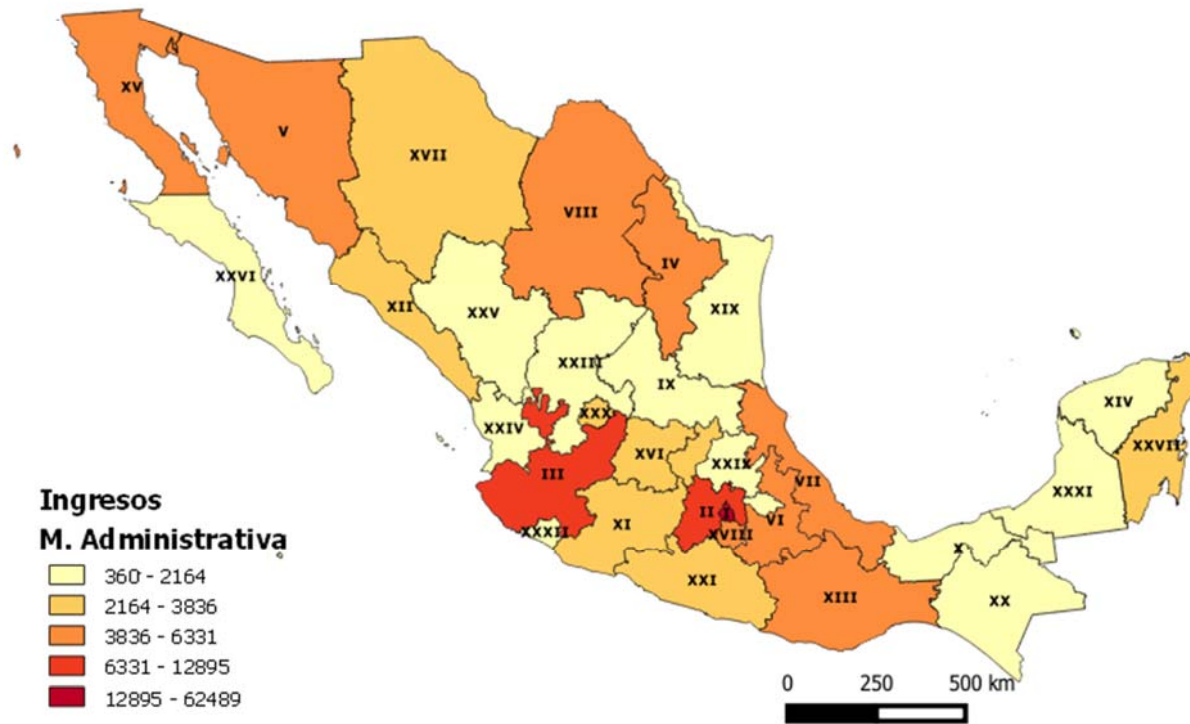 XV
V
XVII
VIII
IV
XXVI
XII
XXV
XIX
XXIII
IX
XXIV
XXX
XIV
XXVII
III
XVI
XXIX
VII
XXXI
II
I
VI
XXXII
XI
XVIII
X
XXI
XIII
XX
Ingresos
M. Administrativa
360 - 2164
2164 - 3836
3836 - 6331
6331 - 12895
12895 - 62489
0 250 500 km